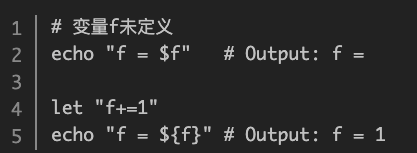 1 # 变量f未定义
2 echo "f = $f"   # Output: f =
3
4 let "f+=1"
5 echo "f = ${f}" # Output: f = 1